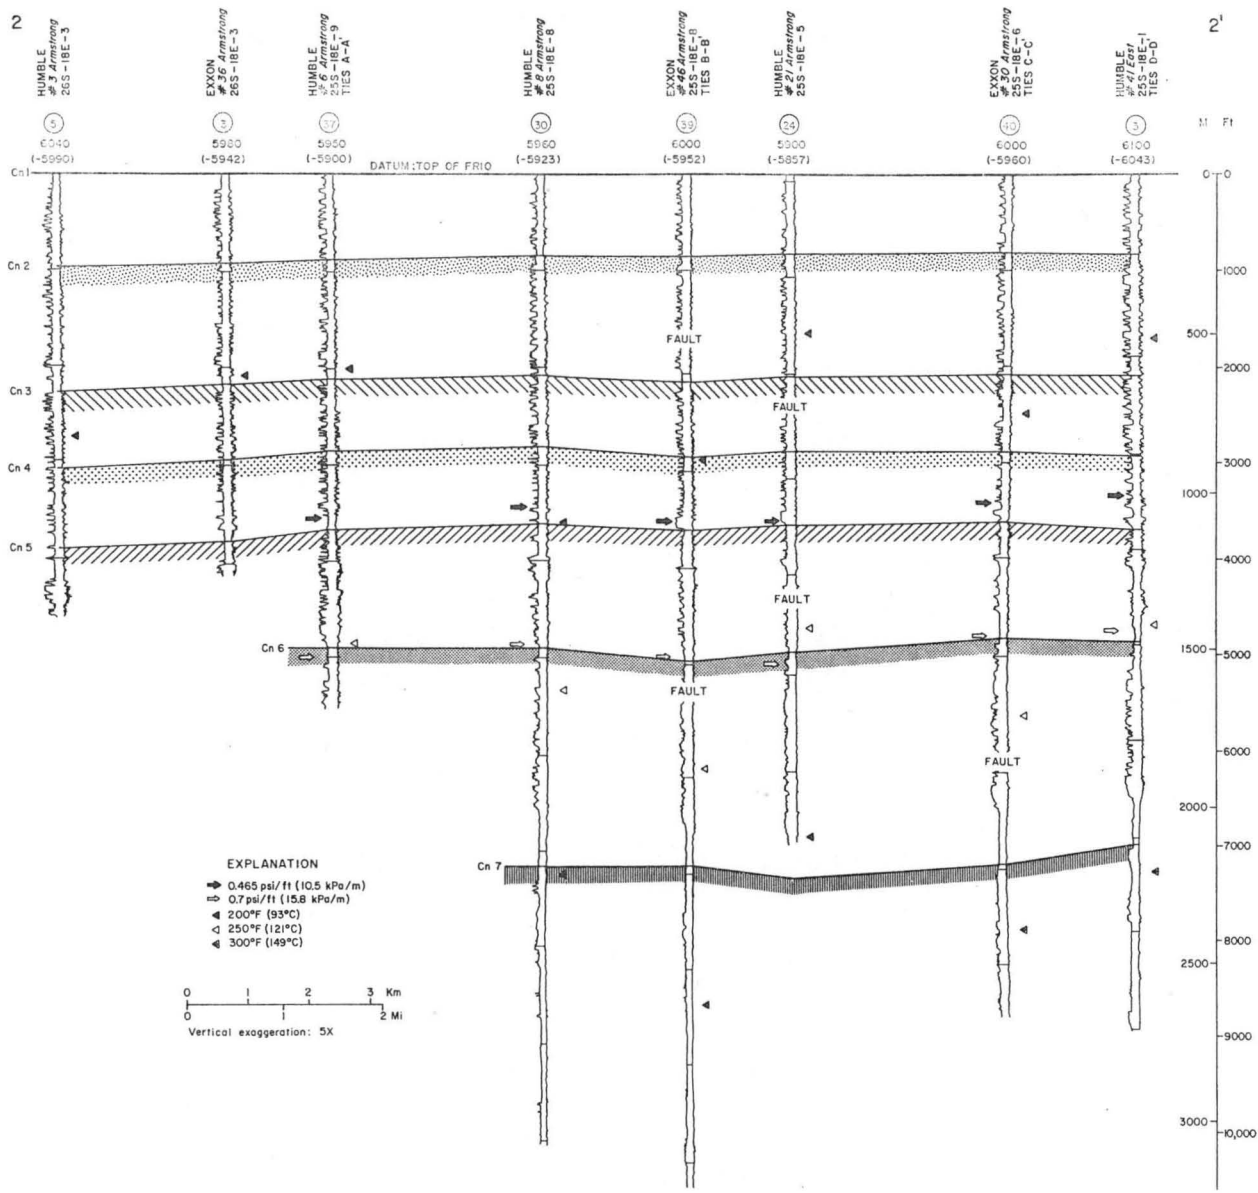 2
2'
HUMBLE
#3 Armstrong
26S-18E-3
EXXON
#36 Armstrong
26S-18E-3
HUMBLE
#6 Armstrong
25S-18E-9
TIES A-A'
HUMBLE
#8 Armstrong
25S-18E-8
EXXON
#46 Armstrong
25S-18E-8
TIES B-B'
HUMBLE
#21 Armstrong
25S-18E-5
EXXON
#30 Armstrong
25S-18E-6
TIES C-C'
HUMBLE
#41 East
25S-18E-1
TIES D-D'
5 3 37 30 39 24 40 3
M Ft
6040 5980 5950 5960 6000 5900 6000 6100
(-5990) (-5942) (-5900) (-5923) (-5952) (-5857) (-5960) (-6043)
DATUM: TOP OF FRIO
Cn 1
0 0
Cn 2
1000
500
FAULT
2000
Cn 3
FAULT
Cn 4
3000
1000
Cn 5
4000
FAULT
Cn 6
1500
5000
FAULT
6000
FAULT
2000
7000
Cn 7
EXPLANATION
0.465 psi/ft (10.5 kPa/m)
0.7 psi/ft (15.8 kPa/m)
200°F (93°C)
250°F (121°C)
300°F (149°C)
8000
2500
0 1 2 3 Km
0 1 2 Mi
Vertical exaggeration: 5X
9000
3000
10,000